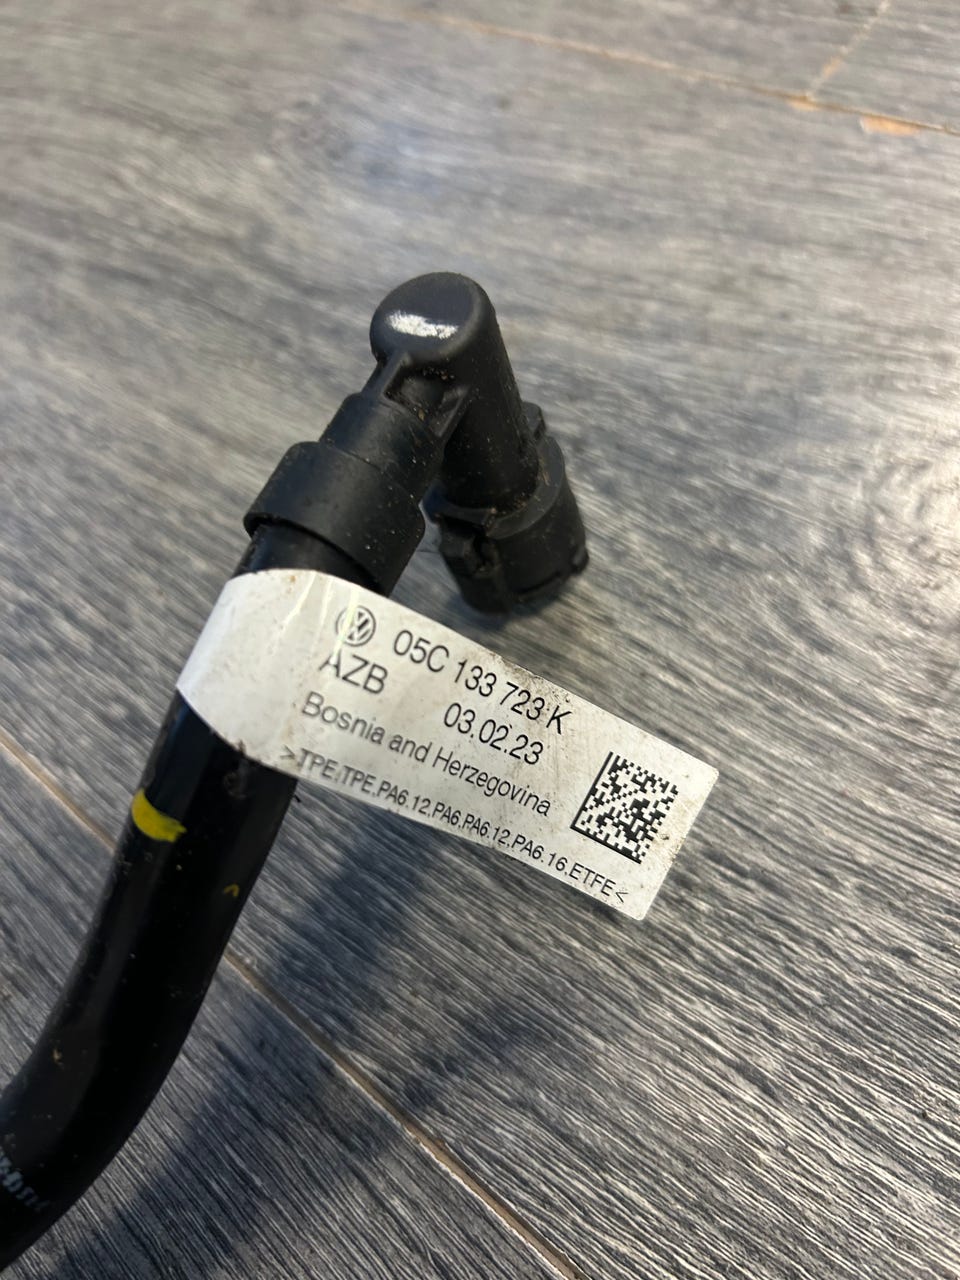 05C 133 723 K
AZB 03.02.23
Bosnia and Herzegovina
>TPE.TPE.PA6.12.PA6.PA6.12.PA6.16.ETFE<